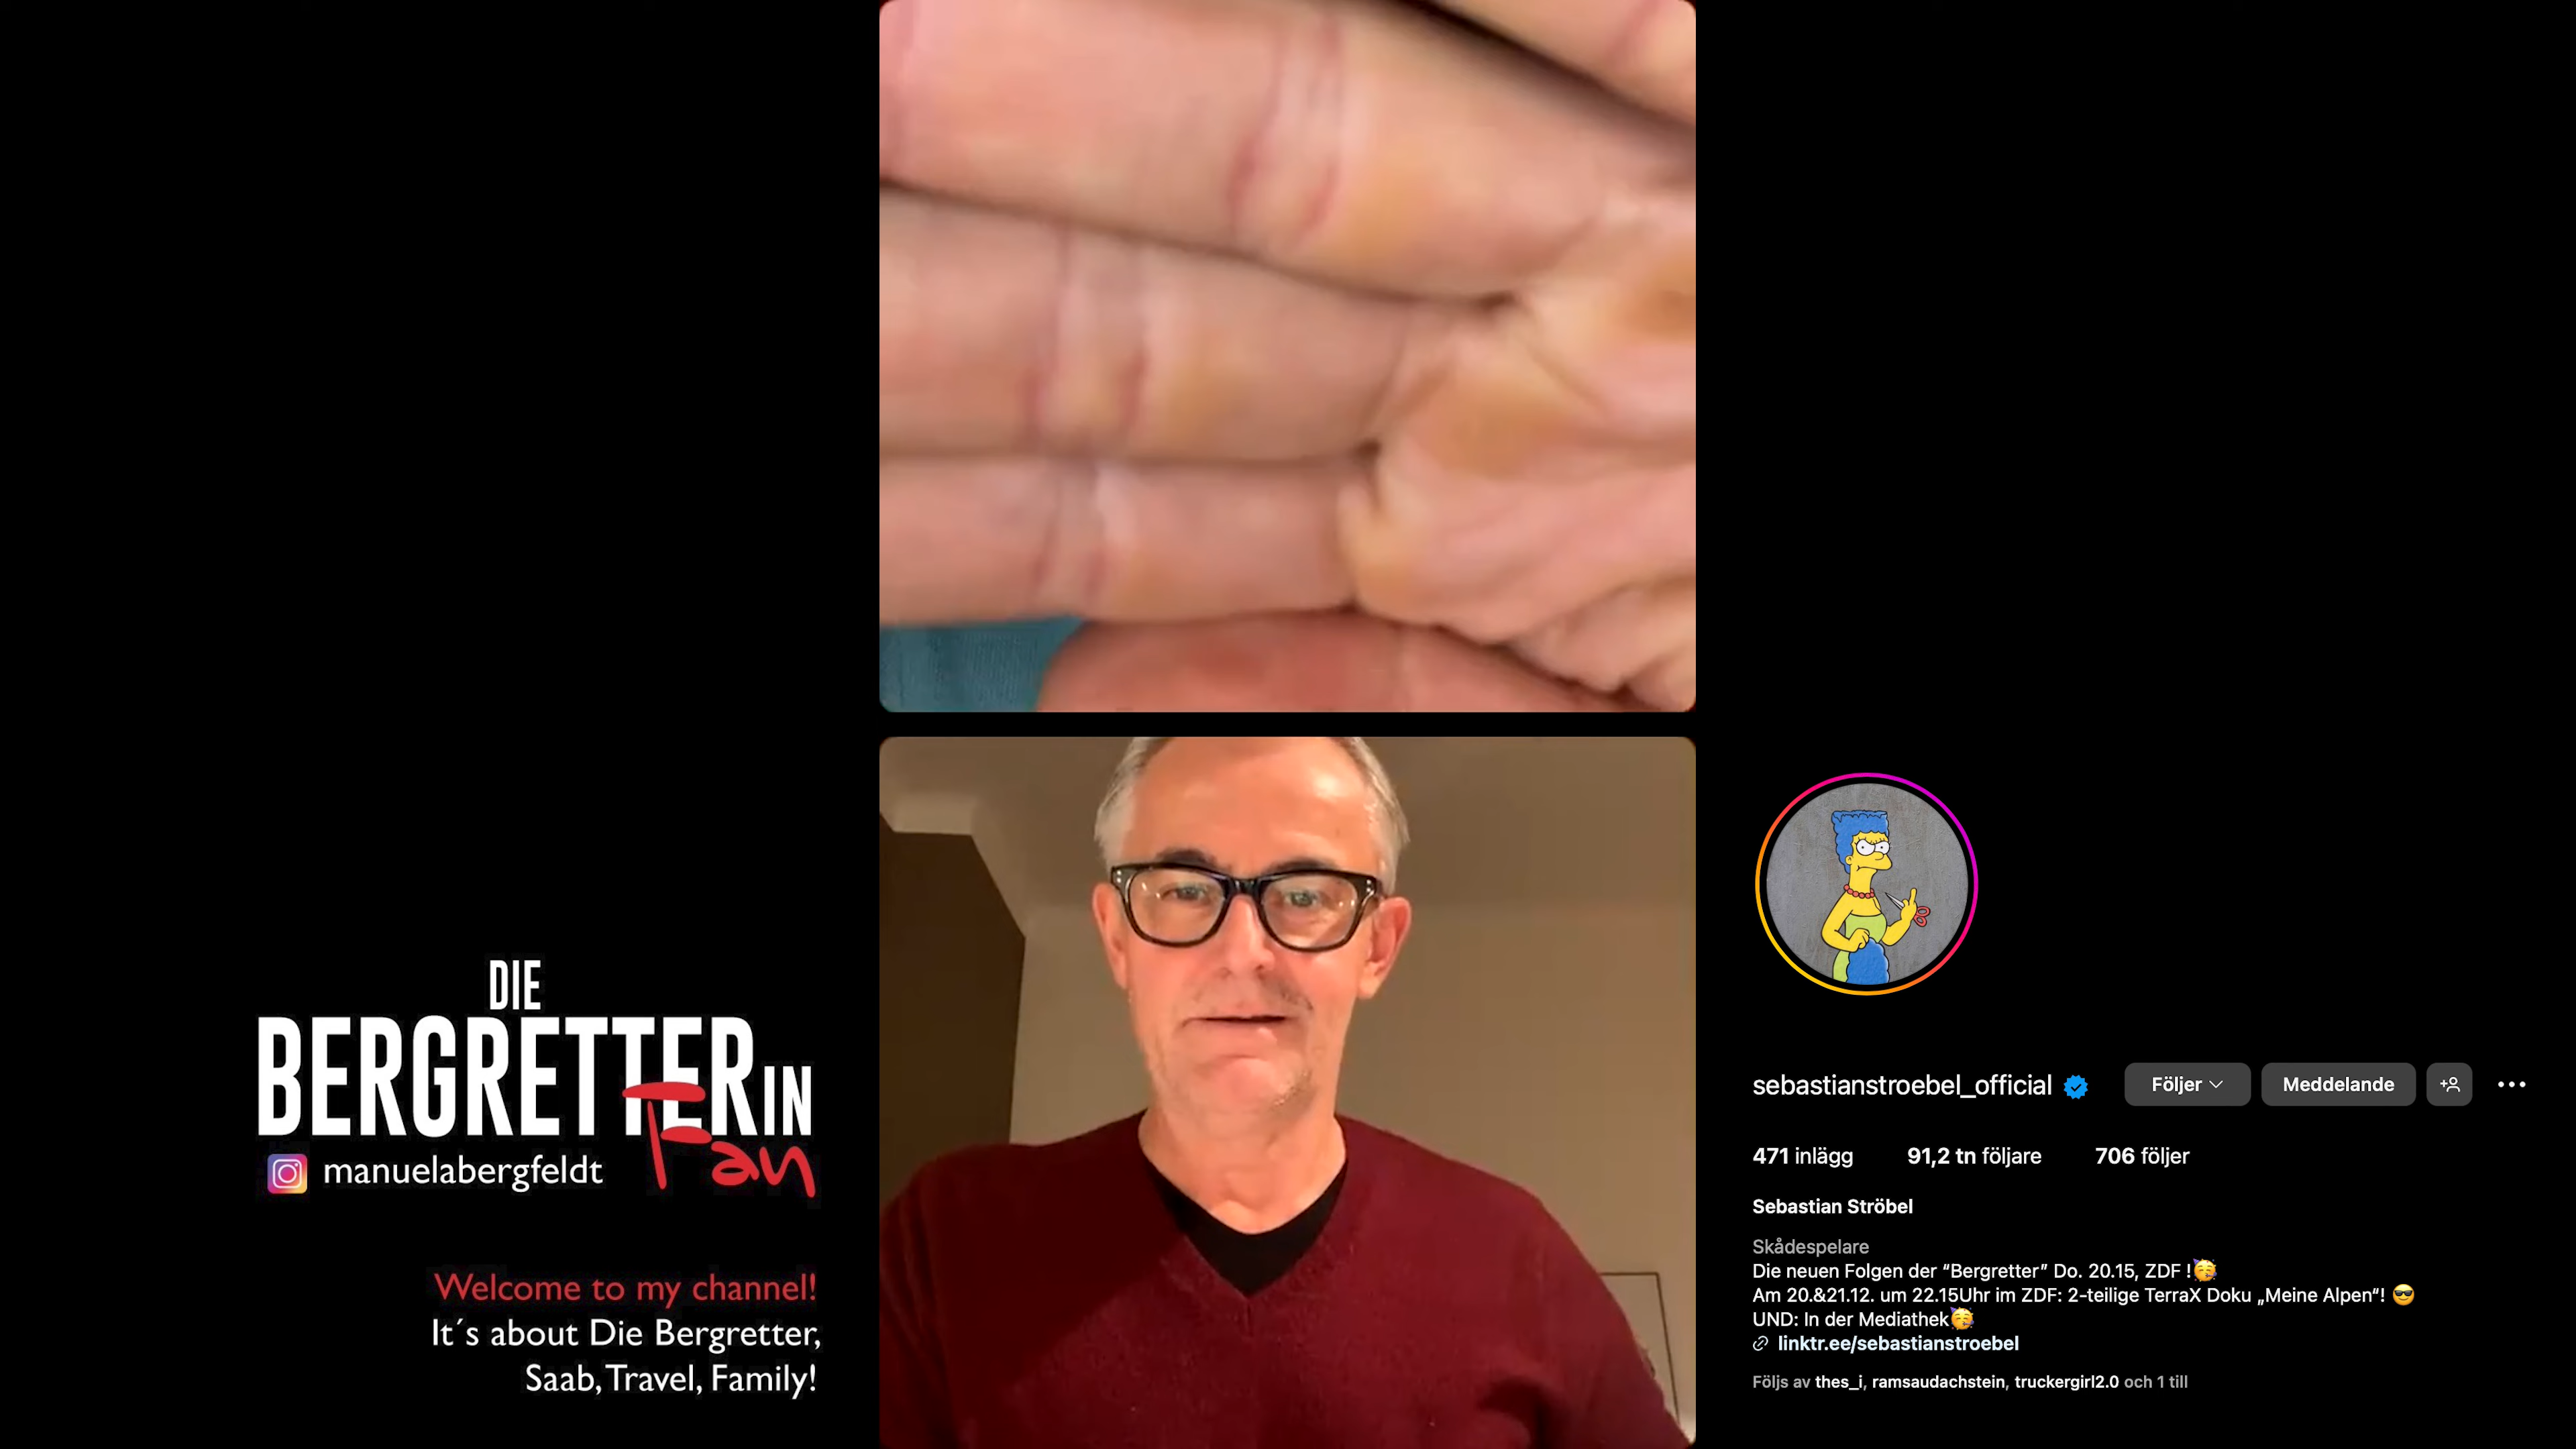 DIE
BERGRETTERIN
Fan
manuelabergfeldt
Welcome to my channel!
It´s about Die Bergretter,
Saab, Travel, Family!
sebastianstroebel_official
Följer
Meddelande
471 inlägg 91,2 tn följare 706 följer
Sebastian Ströbel
Skådespelare
Die neuen Folgen der “Bergretter” Do. 20.15, ZDF !🥳
Am 20.&21.12. um 22.15Uhr im ZDF: 2-teilige TerraX Doku „Meine Alpen“! 😎
UND: In der Mediathek🥳
linktr.ee/sebastianstroebel
Följs av thes_i, ramsaudachstein, truckergirl2.0 och 1 till